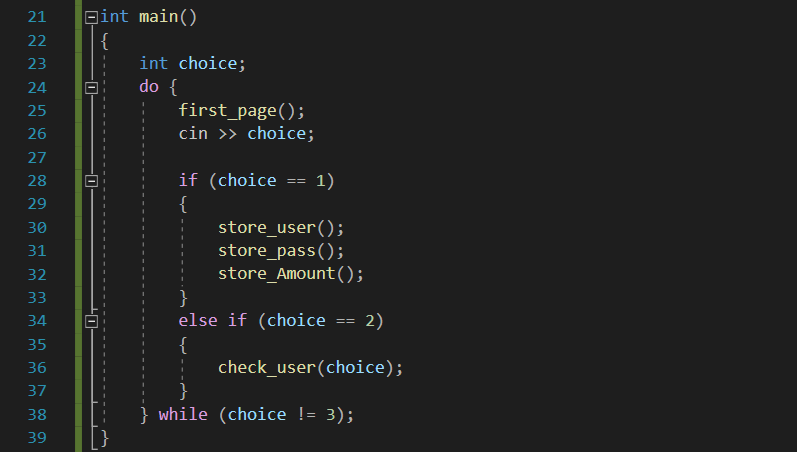 21 int main()
22 {
23 int choice;
24 do {
25 first_page();
26 cin >> choice;
27
28 if (choice == 1)
29 {
30 store_user();
31 store_pass();
32 store_Amount();
33 }
34 else if (choice == 2)
35 {
36 check_user(choice);
37 }
38 } while (choice != 3);
39 }